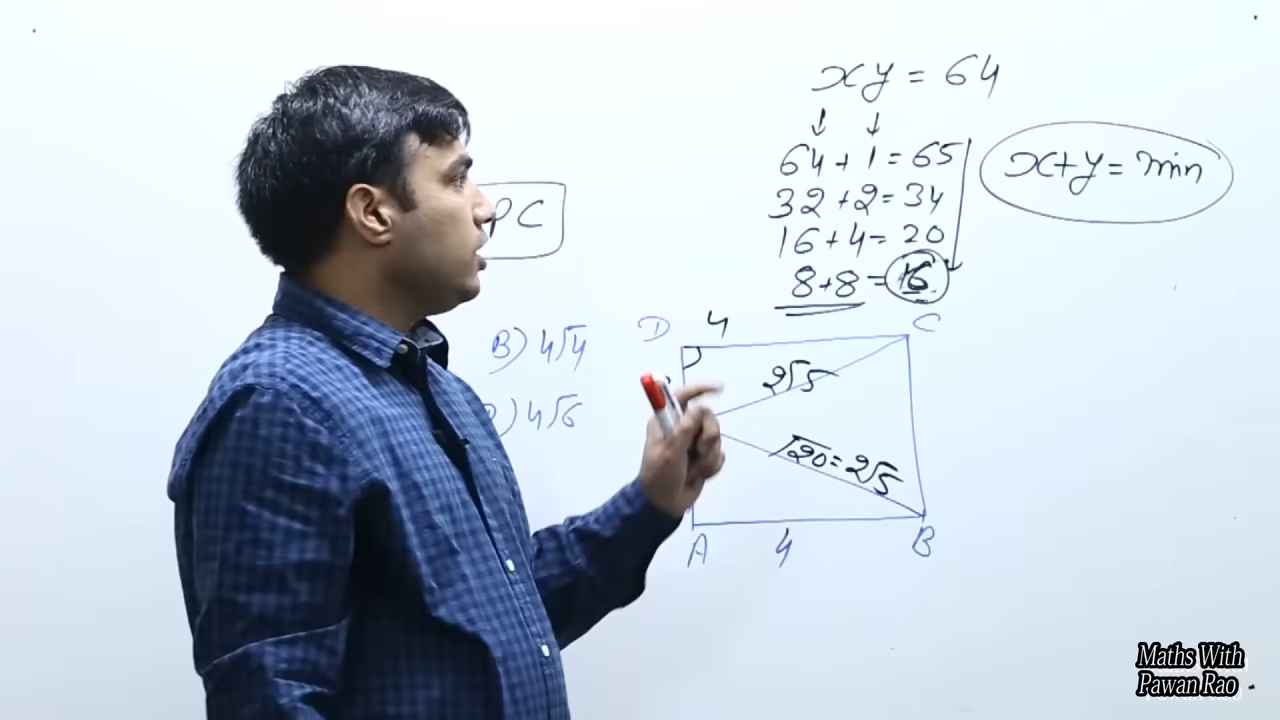 xy = 64
↓ ↓
64 + 1 = 65
32 + 2 = 34
16 + 4 = 20
8 + 8 = 16
x + y = min
PC
B) 4√4
) 4√6
D 4 C
2√5
√20 = 2√5
A 4 B
Maths With
Pawan Rao